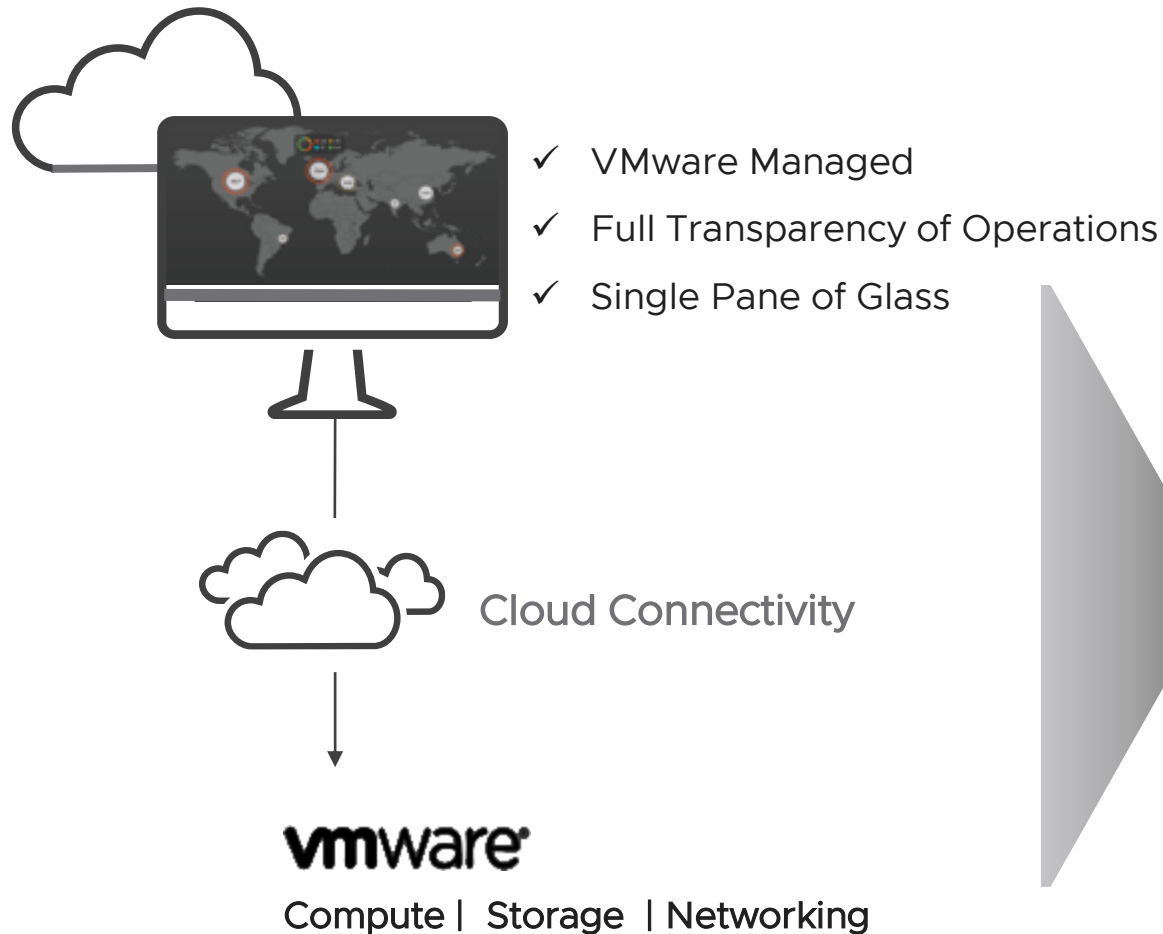 ✓ VMware Managed
✓ Full Transparency of Operations
✓ Single Pane of Glass
Cloud Connectivity
vmware®
Compute | Storage | Networking